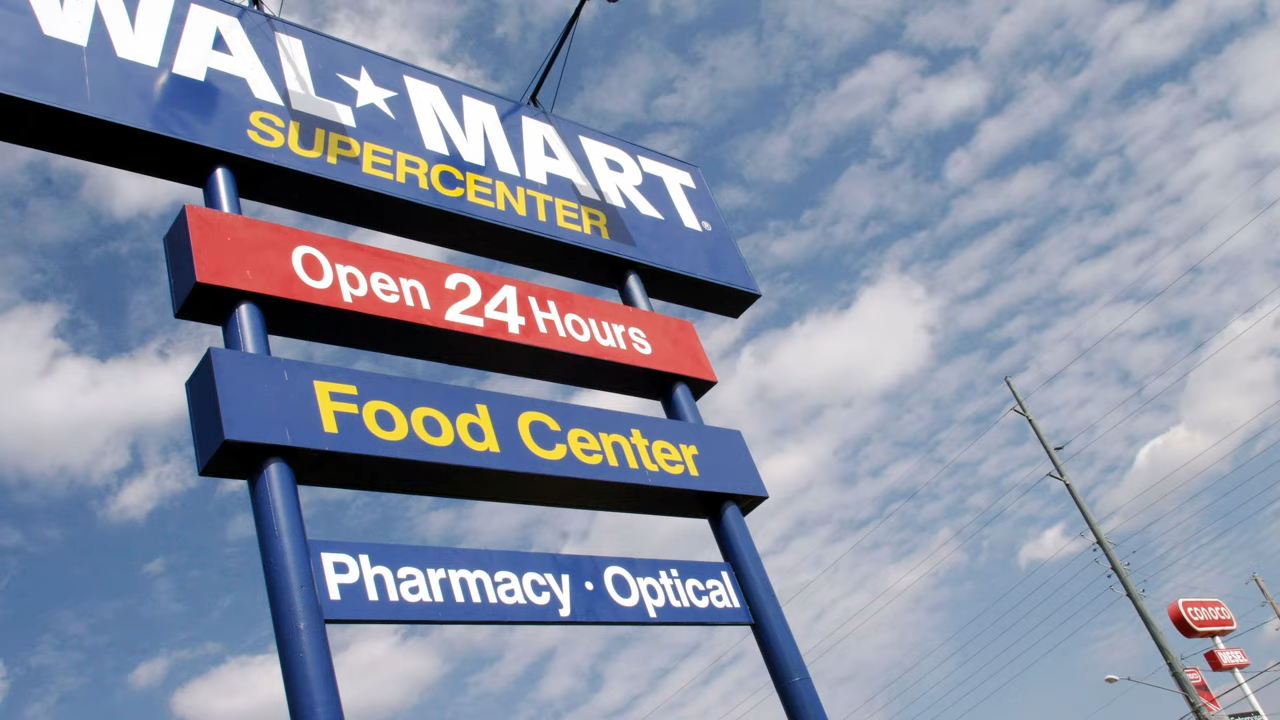 WAL★MART®
SUPERCENTER
Open 24 Hours
Food Center
Pharmacy · Optical
conoco
DIESEL